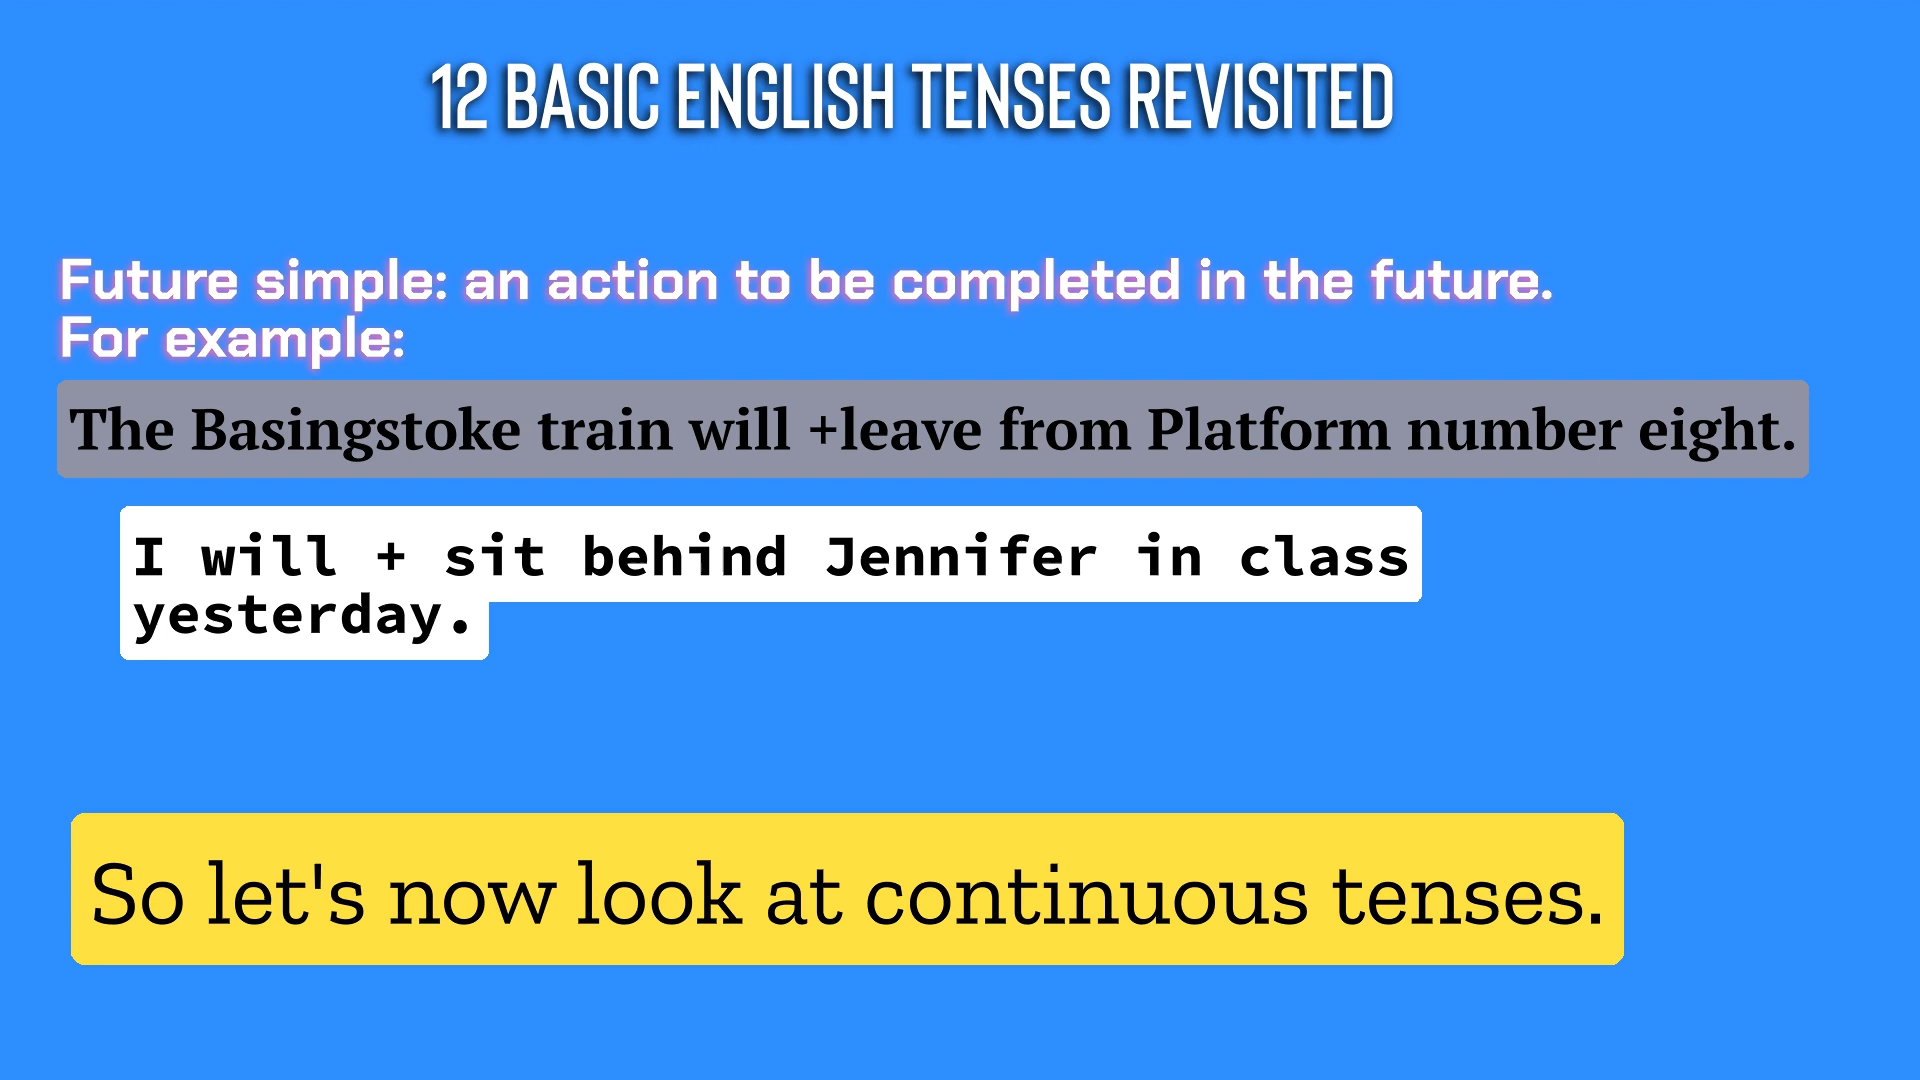 12 BASIC ENGLISH TENSES REVISITED
Future simple: an action to be completed in the future.
For example:
The Basingstoke train will +leave from Platform number eight.
I will + sit behind Jennifer in class
yesterday.
So let's now look at continuous tenses.